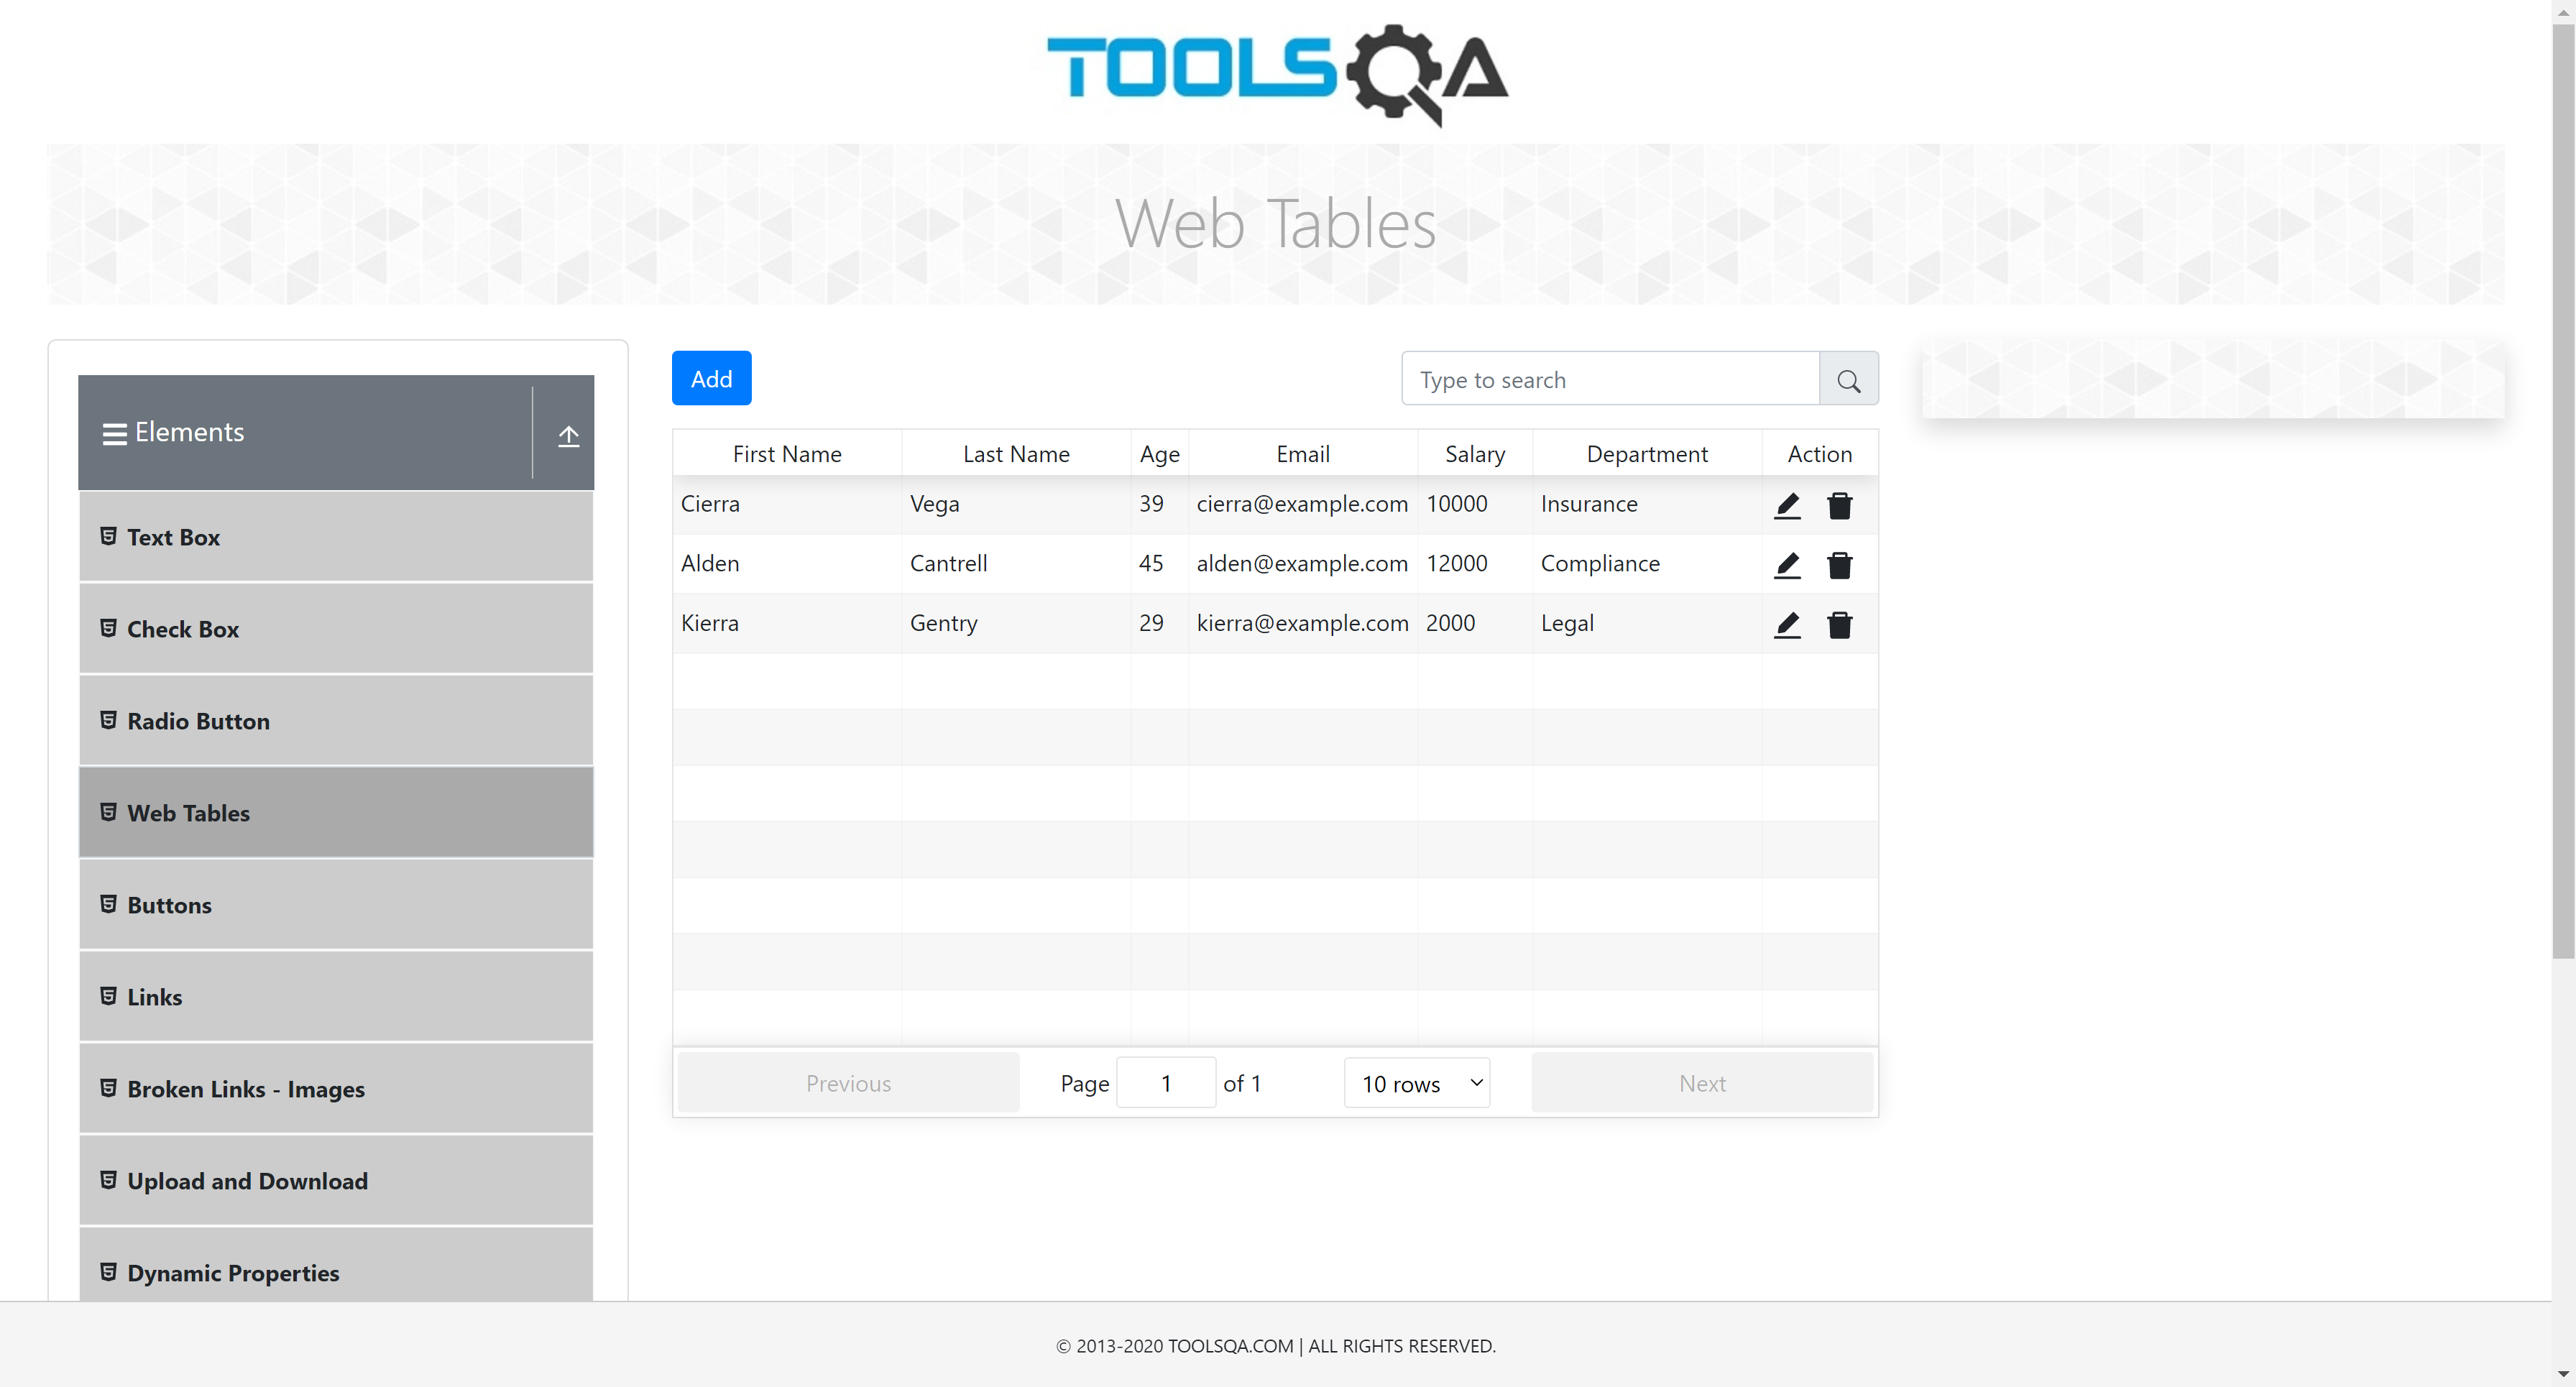 TOOLSQA
Web Tables
Elements
Text Box
Check Box
Radio Button
Web Tables
Buttons
Links
Broken Links - Images
Upload and Download
Dynamic Properties
Add
Type to search
First Name Last Name Age Email Salary Department Action
Cierra Vega 39 cierra@example.com 10000 Insurance
Alden Cantrell 45 alden@example.com 12000 Compliance
Kierra Gentry 29 kierra@example.com 2000 Legal
Previous Page 1 of 1 10 rows Next
© 2013-2020 TOOLSQA.COM | ALL RIGHTS RESERVED.